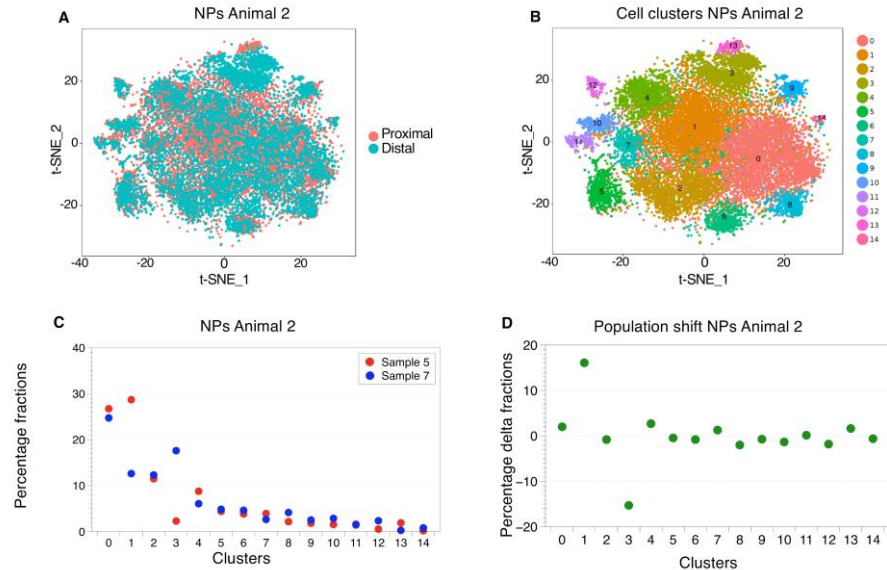 A
NPs Animal 2
t-SNE_2
20
0
-20
-40
-20
0
20
t-SNE_1
Proximal
Distal
B
Cell clusters NPs Animal 2
t-SNE_2
20
0
-20
-40
-20
0
20
t-SNE_1
13
3
9
12
4
14
10
1
11
7
0
5
2
8
6
0
1
2
3
4
5
6
7
8
9
10
11
12
13
14
C
NPs Animal 2
Percentage fractions
40
30
20
10
0
Sample 5
Sample 7
0 1 2 3 4 5 6 7 8 9 10 11 12 13 14
Clusters
D
Population shift NPs Animal 2
Percentage delta fractions
20
10
0
−10
−20
0 1 2 3 4 5 6 7 8 9 10 11 12 13 14
Clusters